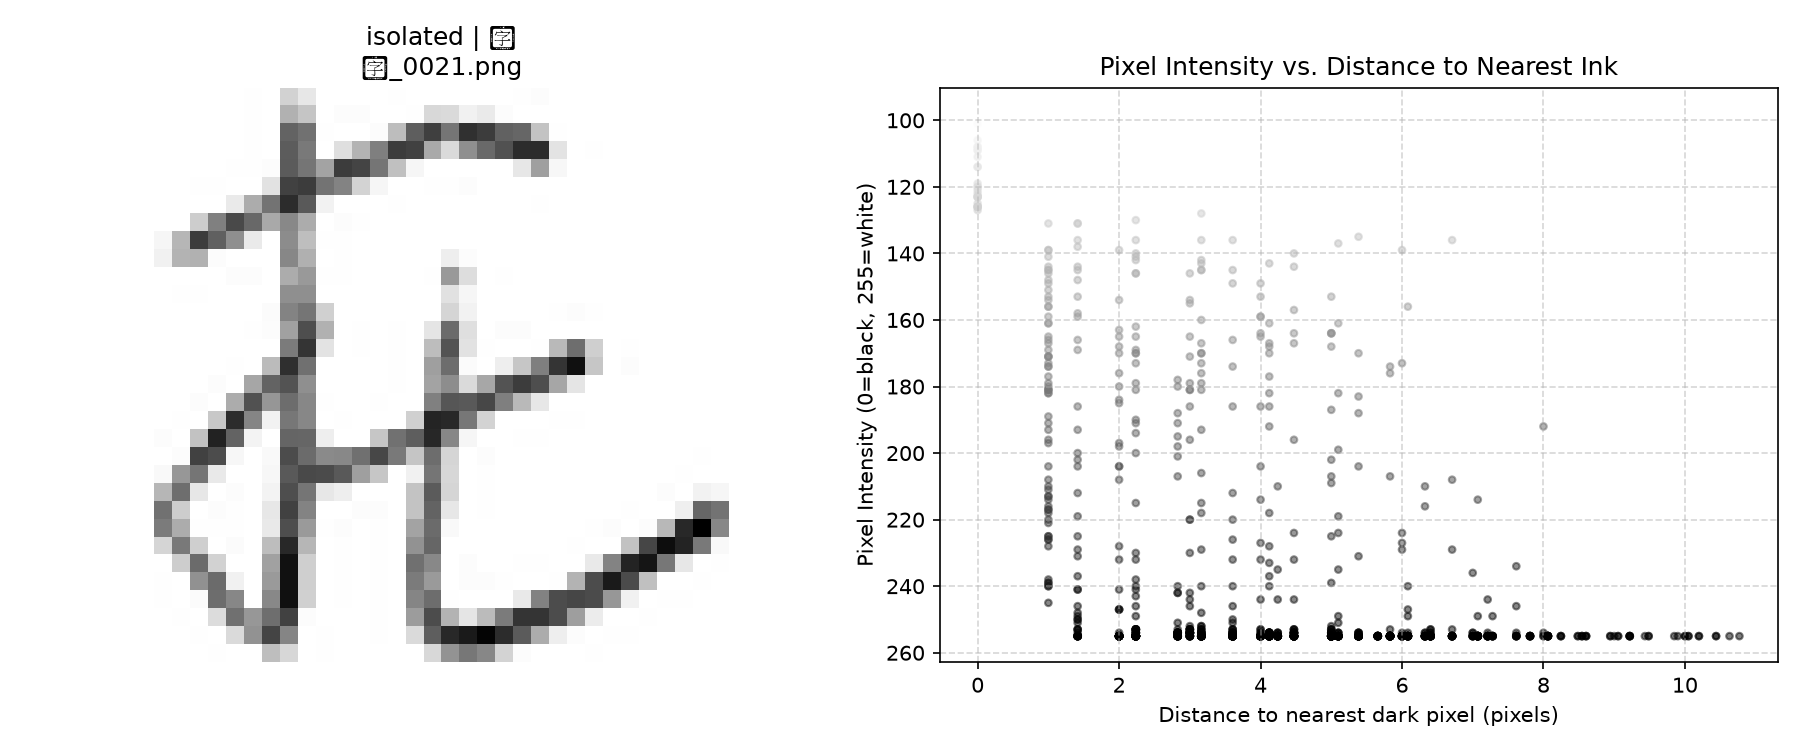 isolated |
_0021.png
Pixel Intensity vs. Distance to Nearest Ink
Pixel Intensity (0=black, 255=white)
100
120
140
160
180
200
220
240
260
0 2 4 6 8 10
Distance to nearest dark pixel (pixels)